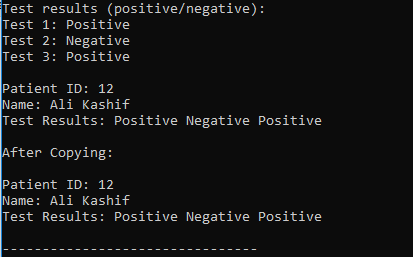 Test results (positive/negative):
Test 1: Positive
Test 2: Negative
Test 3: Positive
Patient ID: 12
Name: Ali Kashif
Test Results: Positive Negative Positive
After Copying:
Patient ID: 12
Name: Ali Kashif
Test Results: Positive Negative Positive
--------------------------------